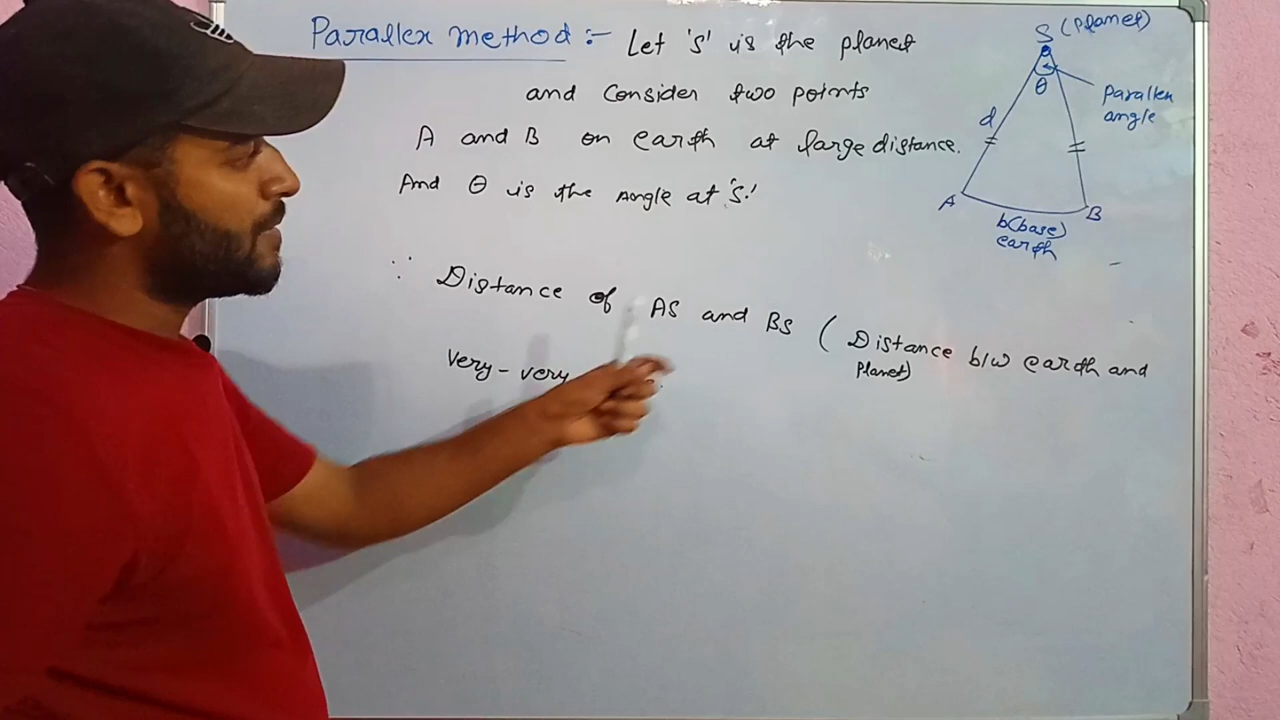 Parallex method :- Let 's' is the planet
and Consider two points
A and B on earth at large distance.
And θ is the Angle at 's'.
∵ Distance of AS and BS ( Distance b/w earth and
Planet)
Very - very
S (Planet)
θ
Parallex
angle
d
A
B
b(base)
earth